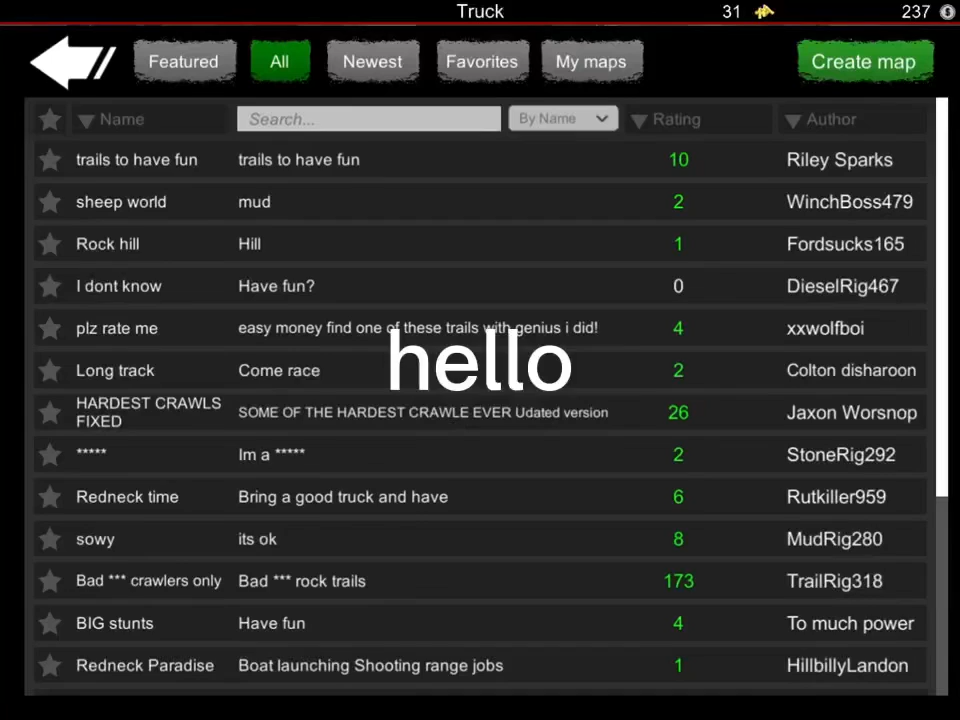 Truck 31 237
Featured All Newest Favorites My maps Create map
Name Search... By Name Rating Author
trails to have fun trails to have fun 10 Riley Sparks
sheep world mud 2 WinchBoss479
Rock hill Hill 1 Fordsucks165
I dont know Have fun? 0 DieselRig467
plz rate me easy money find one of these trails with genius i did! 4 xxwolfboi
hello
Long track Come race 2 Colton disharoon
HARDEST CRAWLS FIXED SOME OF THE HARDEST CRAWLE EVER Udated version 26 Jaxon Worsnop
***** Im a ***** 2 StoneRig292
Redneck time Bring a good truck and have 6 Rutkiller959
sowy its ok 8 MudRig280
Bad *** crawlers only Bad *** rock trails 173 TrailRig318
BIG stunts Have fun 4 To much power
Redneck Paradise Boat launching Shooting range jobs 1 HillbillyLandon